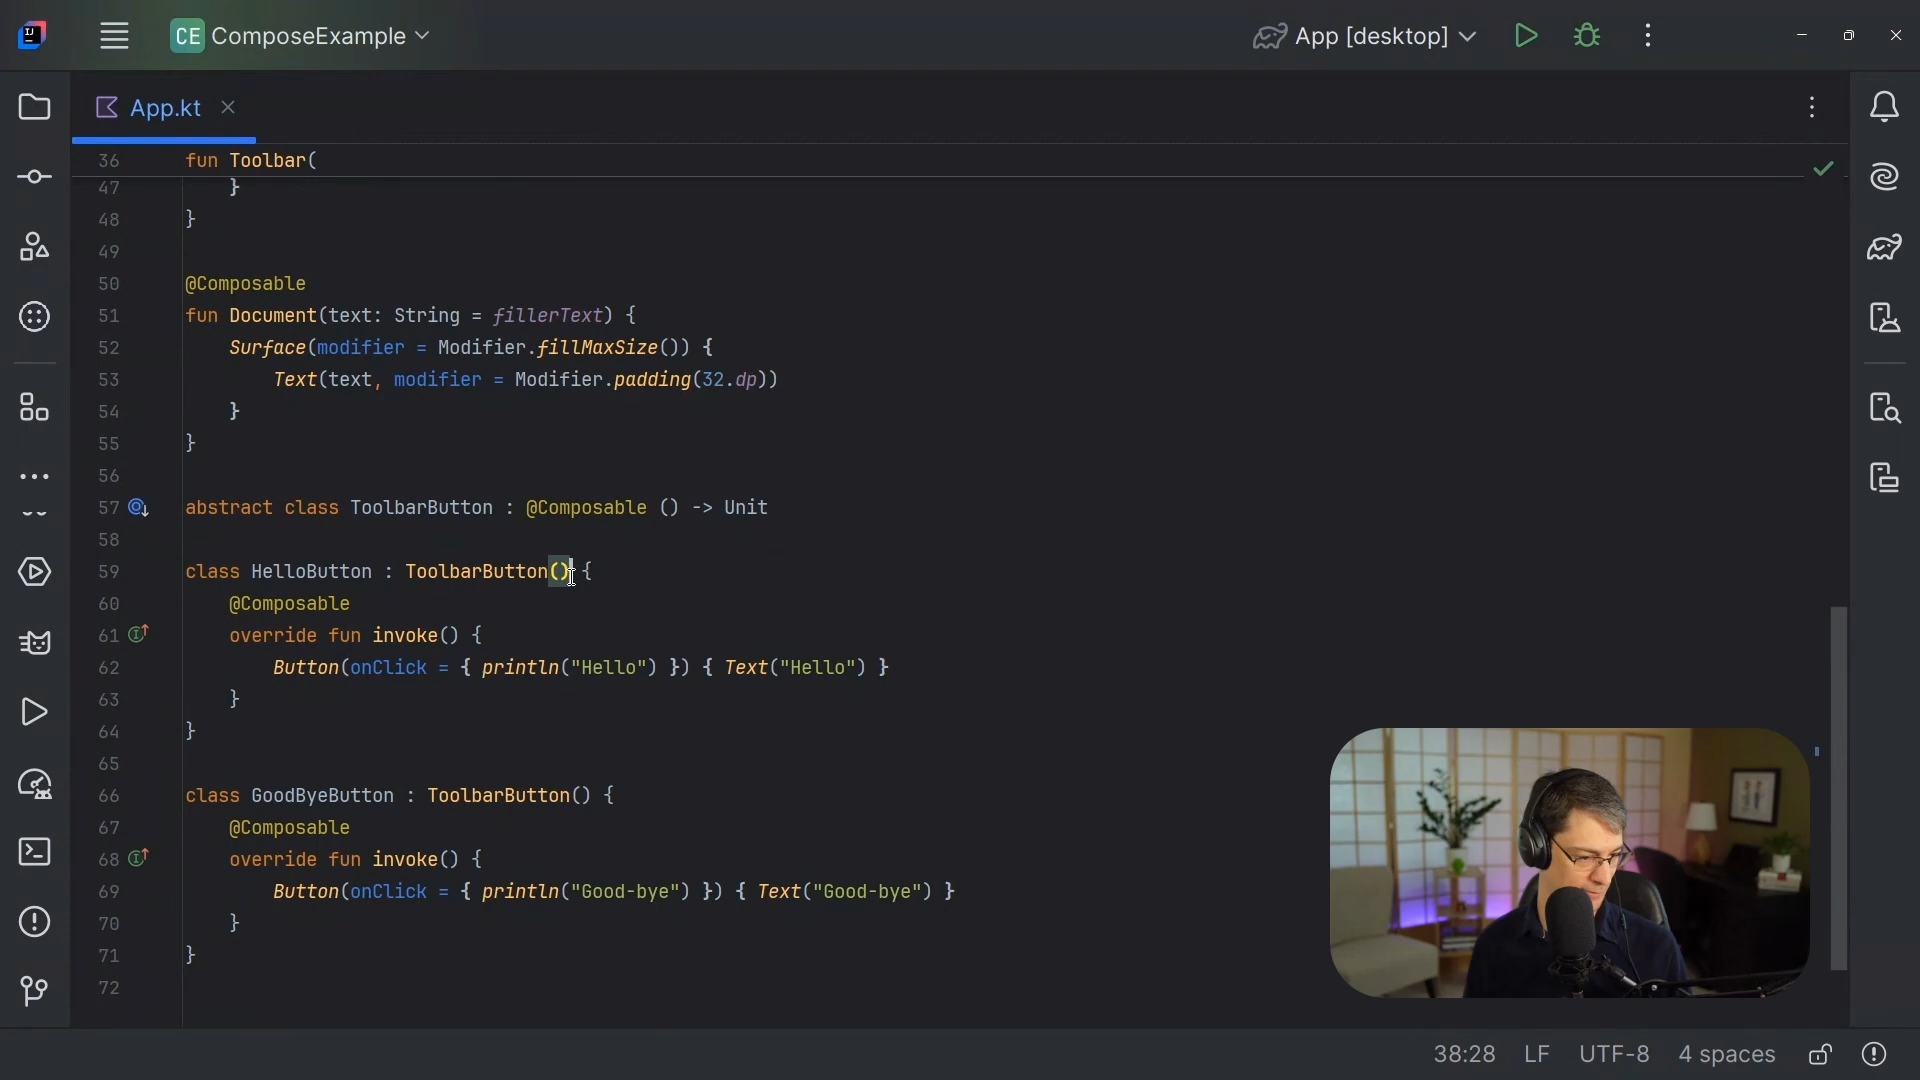 IJ
CE ComposeExample
App [desktop]
App.kt
36 fun Toolbar(
47 }
48 }
49
50 @Composable
51 fun Document(text: String = fillerText) {
52 Surface(modifier = Modifier.fillMaxSize()) {
53 Text(text, modifier = Modifier.padding(32.dp))
54 }
55 }
56
57 abstract class ToolbarButton : @Composable () -> Unit
58
59 class HelloButton : ToolbarButton() {
60 @Composable
61 override fun invoke() {
62 Button(onClick = { println("Hello") }) { Text("Hello") }
63 }
64 }
65
66 class GoodByeButton : ToolbarButton() {
67 @Composable
68 override fun invoke() {
69 Button(onClick = { println("Good-bye") }) { Text("Good-bye") }
70 }
71 }
72
38:28 LF UTF-8 4 spaces